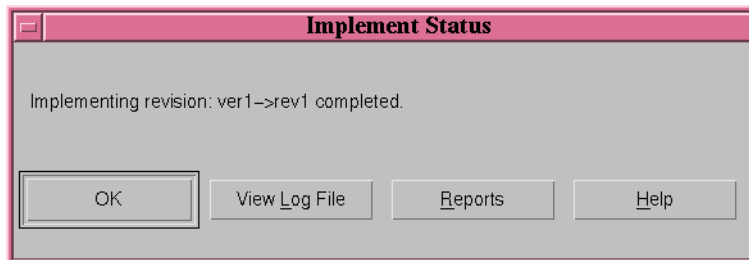 Implement Status
Implementing revision: ver1->rev1 completed.
OK View Log File Reports Help